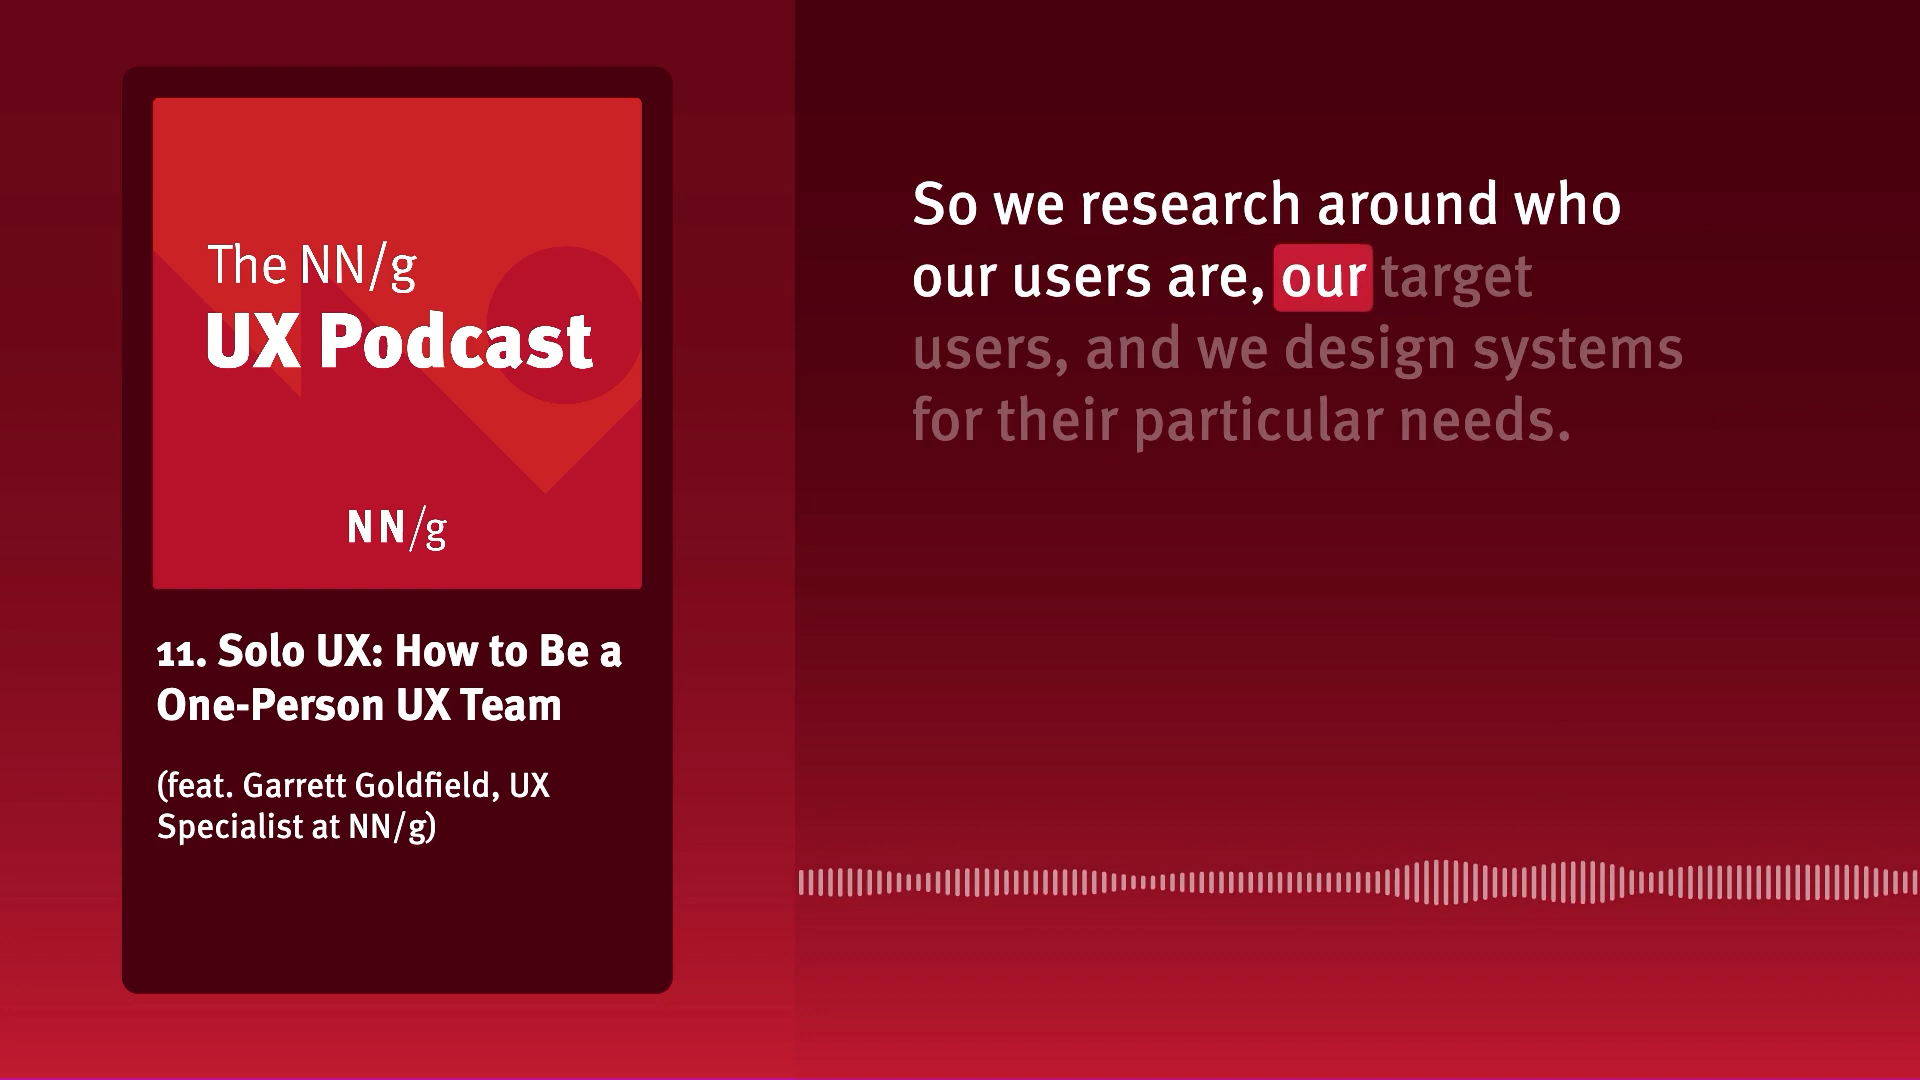 The NN/g
UX Podcast
NN/g
11. Solo UX: How to Be a
One-Person UX Team
(feat. Garrett Goldfield, UX
Specialist at NN/g)
So we research around who
our users are, our target
users, and we design systems
for their particular needs.